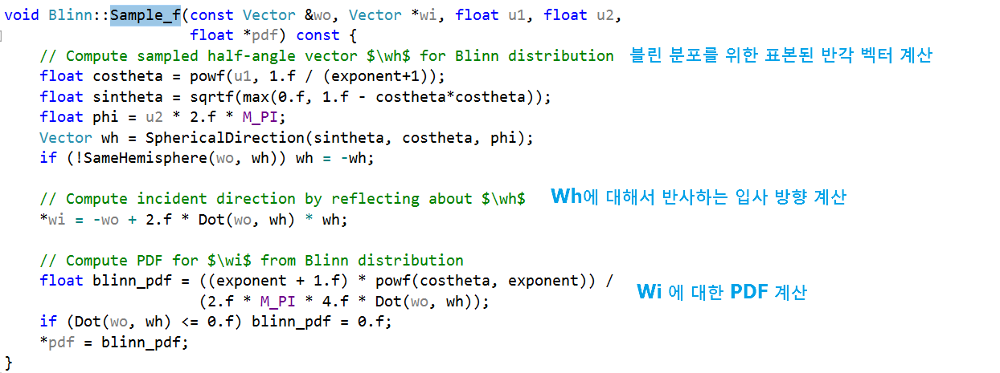 void Blinn::Sample_f(const Vector &wo, Vector *wi, float u1, float u2,
                     float *pdf) const {
    // Compute sampled half-angle vector $\wh$ for Blinn distribution 블린 분포를 위한 표본된 반각 벡터 계산
    float costheta = powf(u1, 1.f / (exponent+1));
    float sintheta = sqrtf(max(0.f, 1.f - costheta*costheta));
    float phi = u2 * 2.f * M_PI;
    Vector wh = SphericalDirection(sintheta, costheta, phi);
    if (!SameHemisphere(wo, wh)) wh = -wh;

    // Compute incident direction by reflecting about $\wh$ Wh에 대해서 반사하는 입사 방향 계산
    *wi = -wo + 2.f * Dot(wo, wh) * wh;

    // Compute PDF for $\wi$ from Blinn distribution
    float blinn_pdf = ((exponent + 1.f) * powf(costheta, exponent)) /
    Wi 에 대한 PDF 계산
                      (2.f * M_PI * 4.f * Dot(wo, wh));
    if (Dot(wo, wh) <= 0.f) blinn_pdf = 0.f;
    *pdf = blinn_pdf;
}